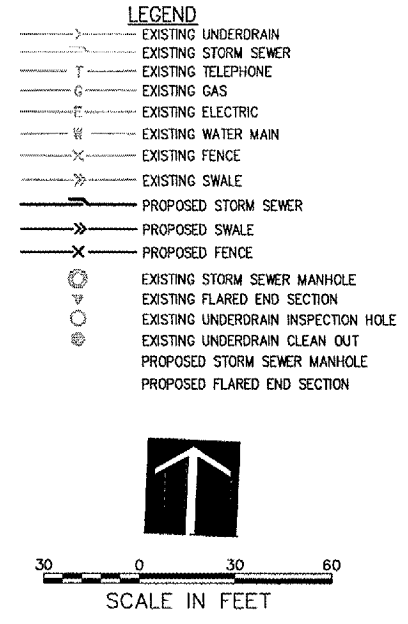 LEGEND
EXISTING UNDERDRAIN
EXISTING STORM SEWER
T EXISTING TELEPHONE
G EXISTING GAS
E EXISTING ELECTRIC
W EXISTING WATER MAIN
EXISTING FENCE
EXISTING SWALE
PROPOSED STORM SEWER
PROPOSED SWALE
PROPOSED FENCE
EXISTING STORM SEWER MANHOLE
EXISTING FLARED END SECTION
EXISTING UNDERDRAIN INSPECTION HOLE
EXISTING UNDERDRAIN CLEAN OUT
PROPOSED STORM SEWER MANHOLE
PROPOSED FLARED END SECTION
30 0 30 60
SCALE IN FEET